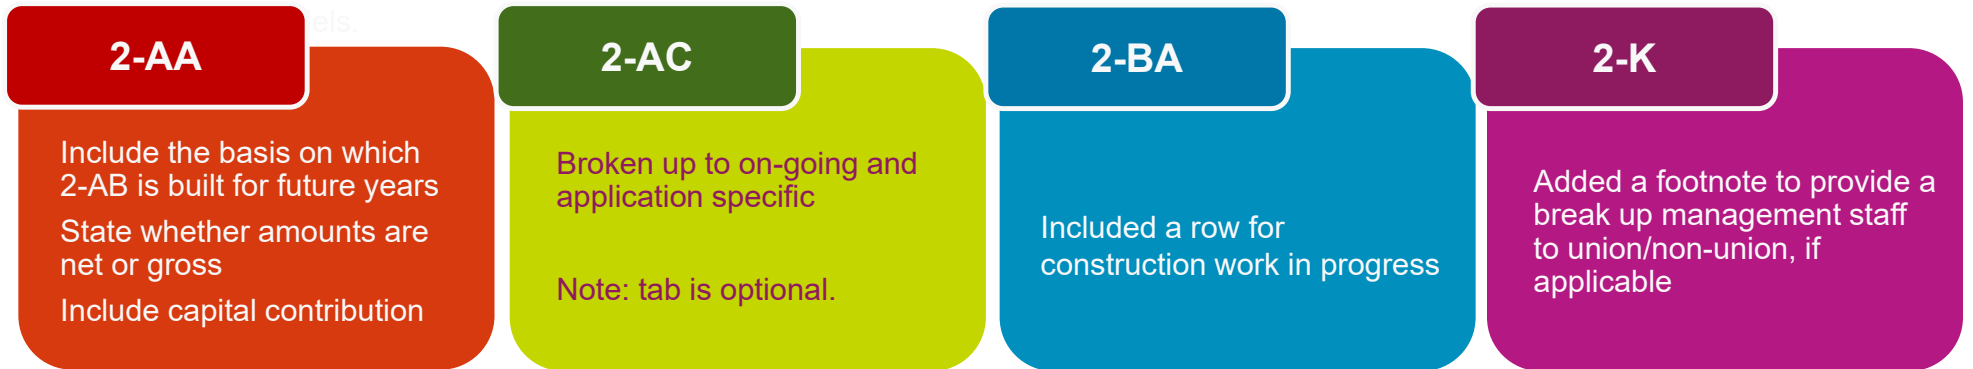 2-AA
Include the basis on which
2-AB is built for future years
State whether amounts are
net or gross
Include capital contribution
2-AC
Broken up to on-going and
application specific
Note: tab is optional.
2-BA
Included a row for
construction work in progress
2-K
Added a footnote to provide a
break up management staff
to union/non-union, if
applicable